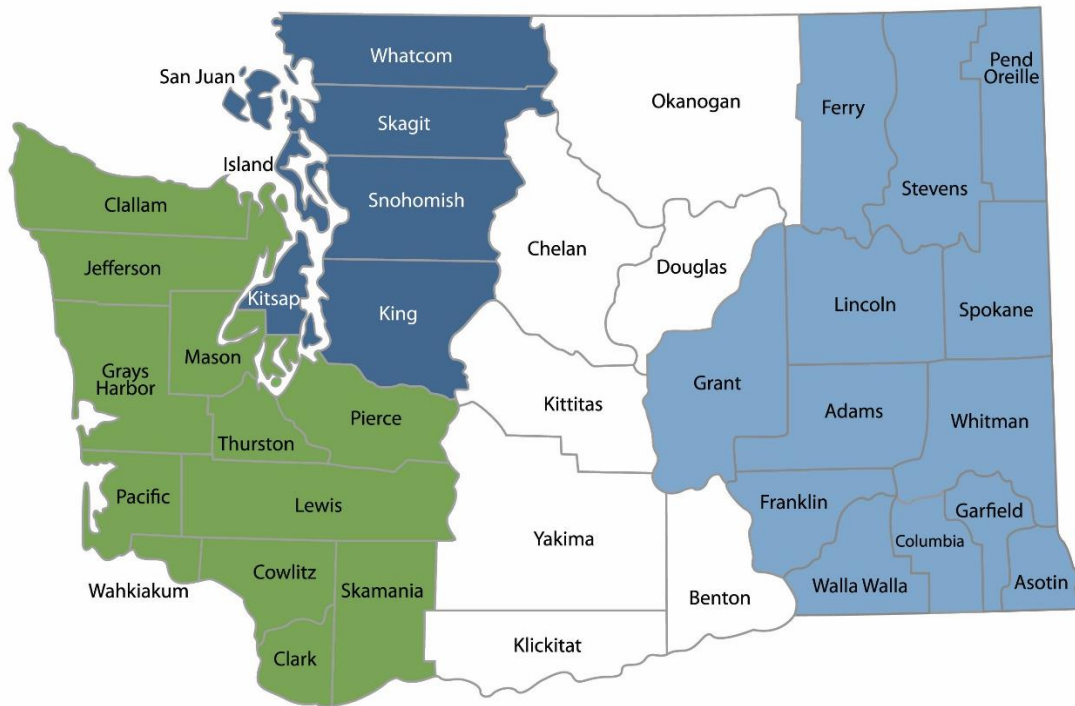 Whatcom
San Juan
Skagit
Okanogan
Ferry
Pend
Oreille
Island
Stevens
Clallam
Snohomish
Chelan
Douglas
Jefferson
Kitsap
King
Lincoln
Spokane
Mason
Grays
Harbor
Grant
Kittitas
Adams
Whitman
Pierce
Thurston
Pacific
Lewis
Franklin
Garfield
Yakima
Columbia
Wahkiakum
Cowlitz
Skamania
Walla Walla
Asotin
Benton
Klickitat
Clark